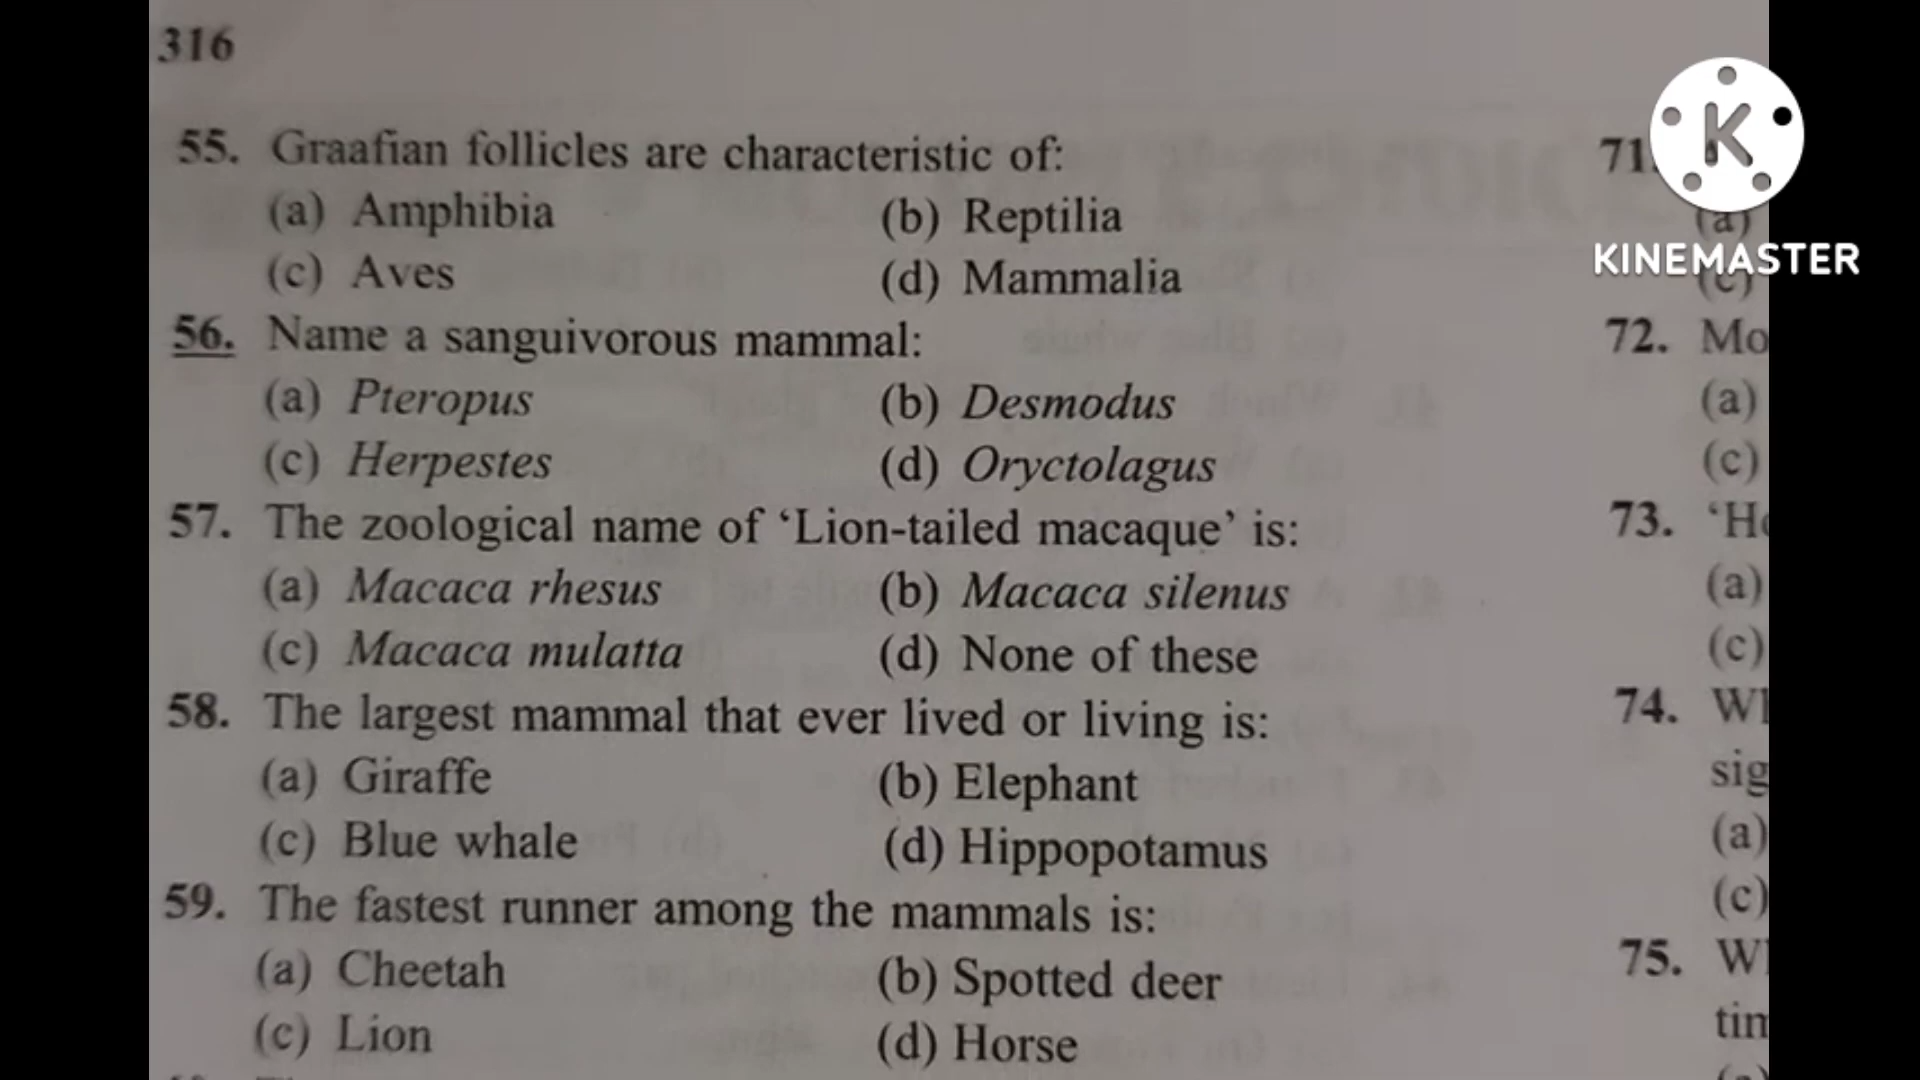 316
55. Graafian follicles are characteristic of:
(a) Amphibia (b) Reptilia
(c) Aves (d) Mammalia
56. Name a sanguivorous mammal:
(a) Pteropus (b) Desmodus
(c) Herpestes (d) Oryctolagus
57. The zoological name of ‘Lion-tailed macaque’ is:
(a) Macaca rhesus (b) Macaca silenus
(c) Macaca mulatta (d) None of these
58. The largest mammal that ever lived or living is:
(a) Giraffe (b) Elephant
(c) Blue whale (d) Hippopotamus
59. The fastest runner among the mammals is:
(a) Cheetah (b) Spotted deer
(c) Lion (d) Horse
71.
(a)
(c)
72. Mo
(a)
(c)
73.
(a)
(c)
74.
sig
(a)
(c)
75.
K
KINEMASTER